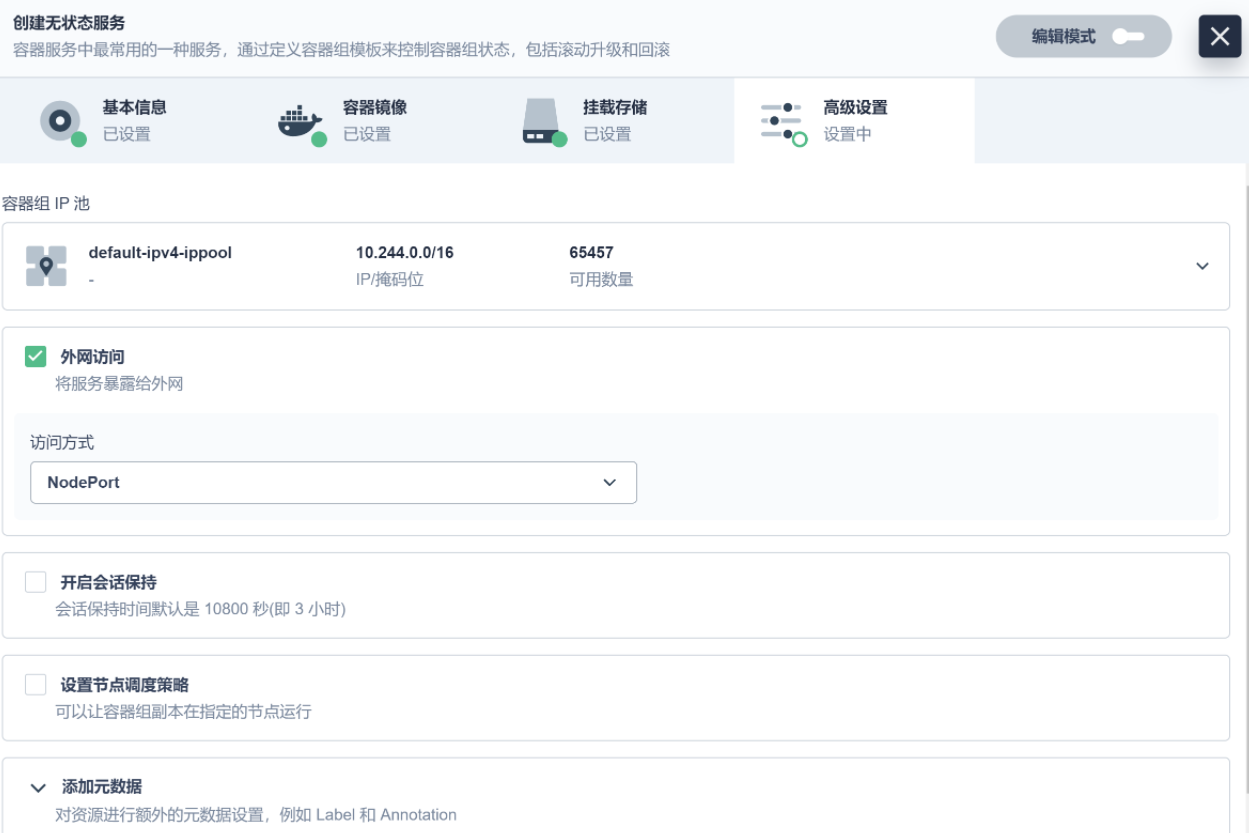 创建无状态服务
容器服务中最常用的一种服务，通过定义容器组模板来控制容器组状态，包括滚动升级和回滚
编辑模式
基本信息
已设置
容器镜像
已设置
挂载存储
已设置
高级设置
设置中
容器组 IP 池
default-ipv4-ippool
-
10.244.0.0/16
IP/掩码位
65457
可用数量
外网访问
将服务暴露给外网
访问方式
NodePort
开启会话保持
会话保持时间默认是 10800 秒(即 3 小时)
设置节点调度策略
可以让容器组副本在指定的节点运行
添加元数据
对资源进行额外的元数据设置，例如 Label 和 Annotation